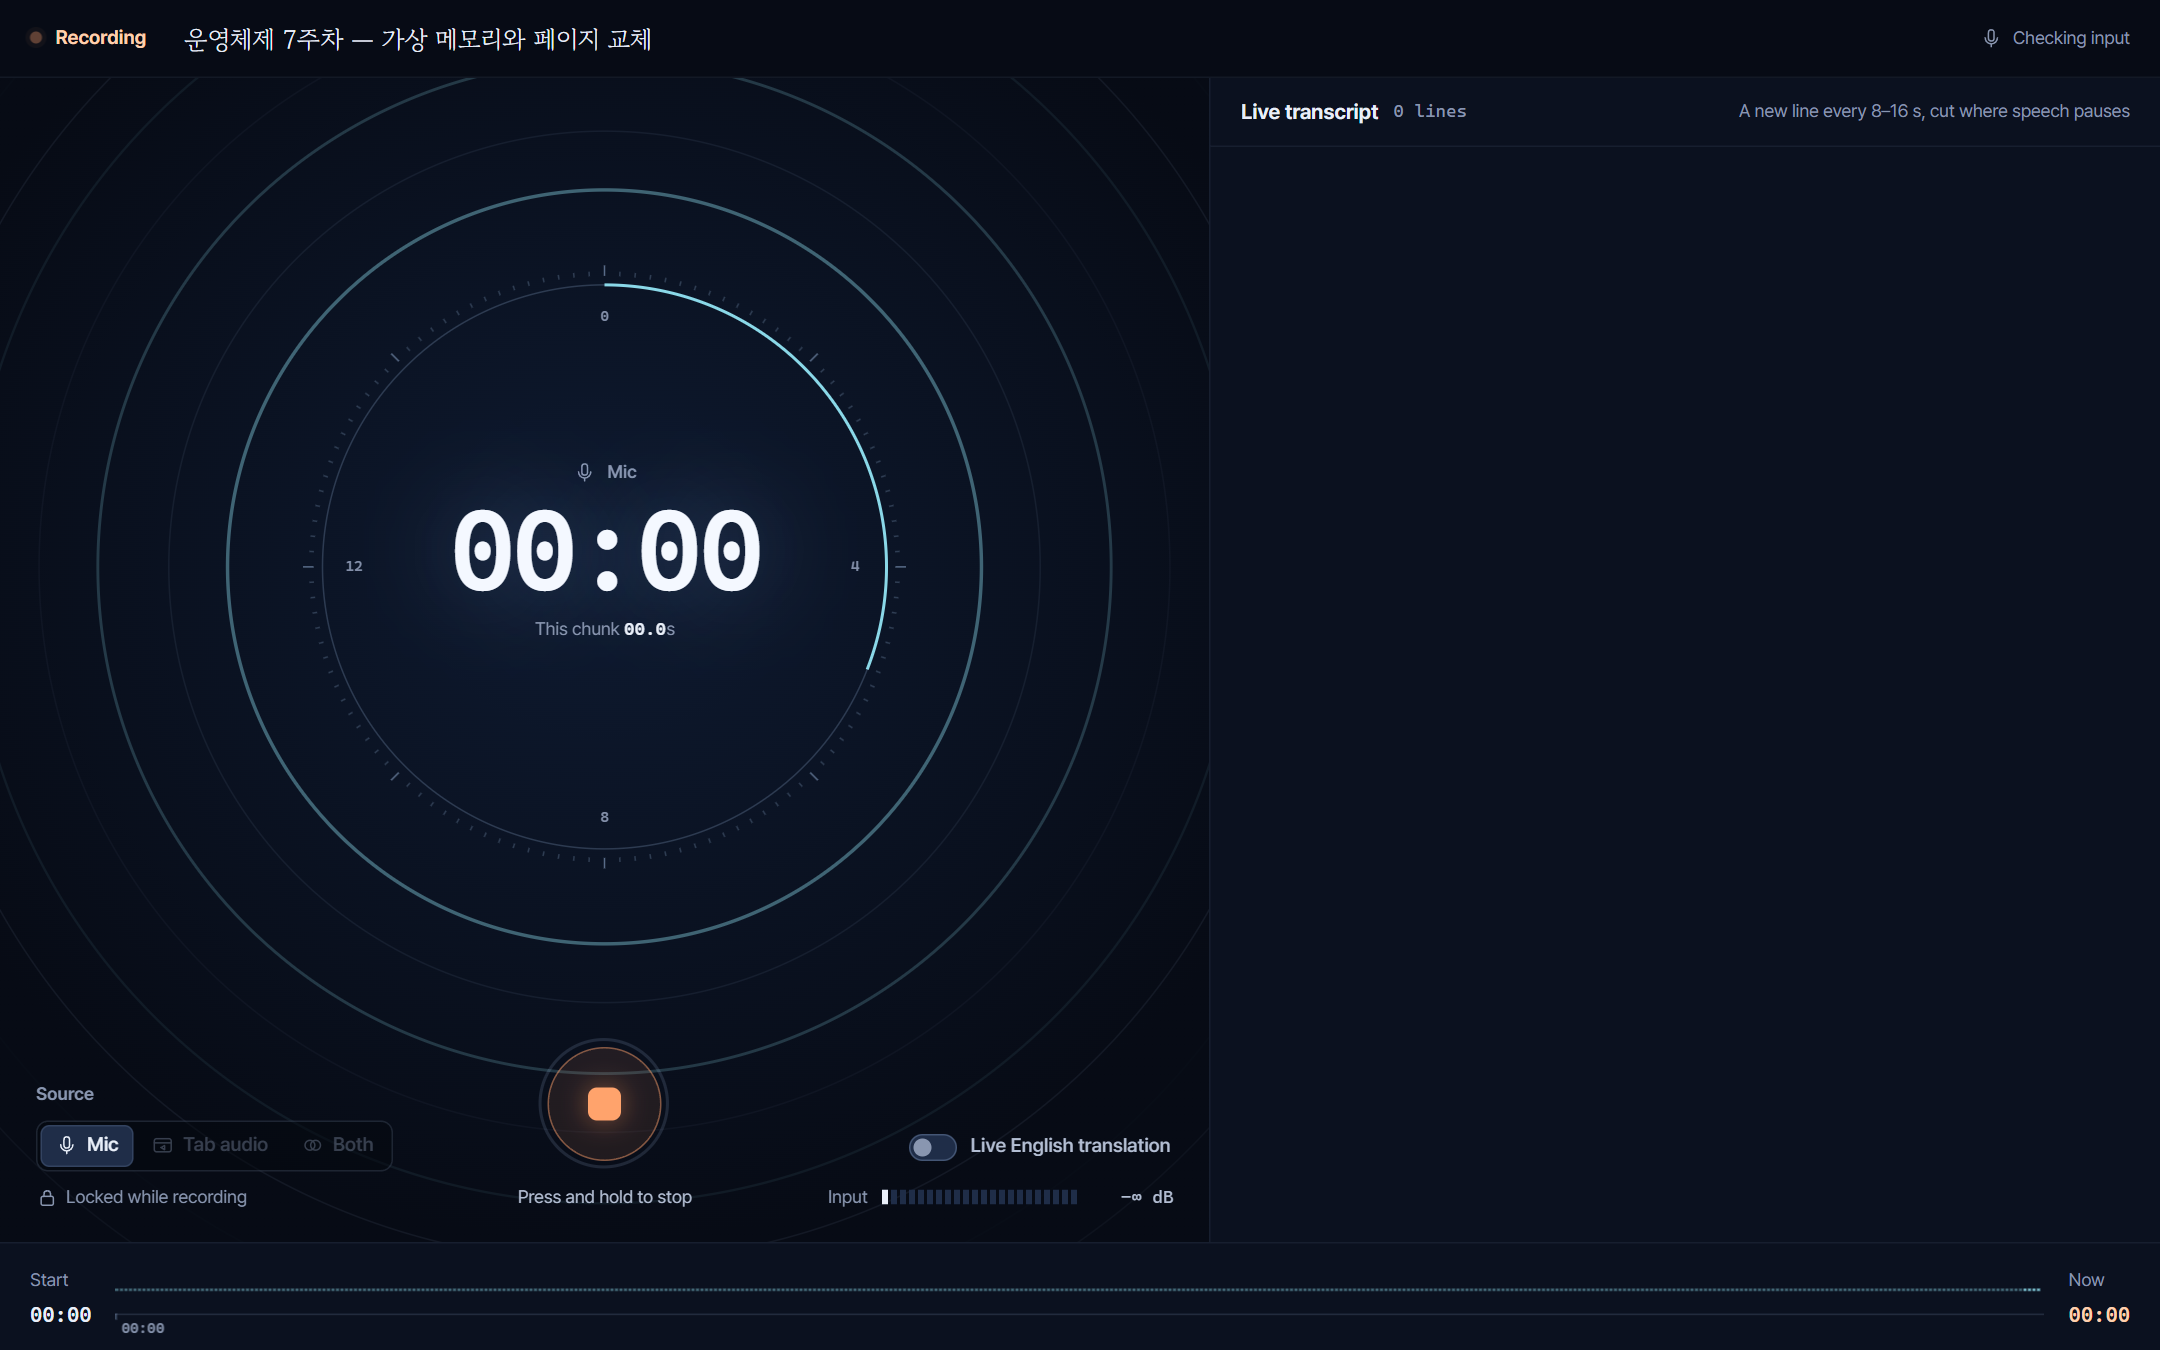 Recording
운영체제 7주차 — 가상 메모리와 페이지 교체
Checking input
Live transcript 0 lines
A new line every 8–16 s, cut where speech pauses
0
Mic
12
00:00
4
This chunk 00.0s
8
Source
Mic
Tab audio
Both
Live English translation
Locked while recording
Press and hold to stop
Input
−∞ dB
Start
00:00
00:00
Now
00:00